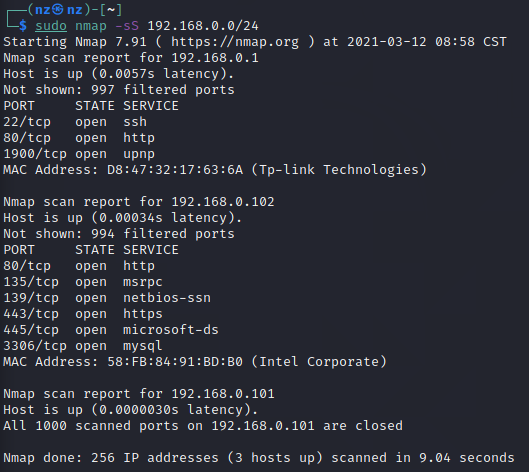 ┌──(nz㉿nz)-[~]
└─$ sudo nmap -sS 192.168.0.0/24
Starting Nmap 7.91 ( https://nmap.org ) at 2021-03-12 08:58 CST
Nmap scan report for 192.168.0.1
Host is up (0.0057s latency).
Not shown: 997 filtered ports
PORT     STATE SERVICE
22/tcp   open  ssh
80/tcp   open  http
1900/tcp open  upnp
MAC Address: D8:47:32:17:63:6A (Tp-link Technologies)

Nmap scan report for 192.168.0.102
Host is up (0.00034s latency).
Not shown: 994 filtered ports
PORT     STATE SERVICE
80/tcp   open  http
135/tcp  open  msrpc
139/tcp  open  netbios-ssn
443/tcp  open  https
445/tcp  open  microsoft-ds
3306/tcp open  mysql
MAC Address: 58:FB:84:91:BD:B0 (Intel Corporate)

Nmap scan report for 192.168.0.101
Host is up (0.0000030s latency).
All 1000 scanned ports on 192.168.0.101 are closed

Nmap done: 256 IP addresses (3 hosts up) scanned in 9.04 seconds